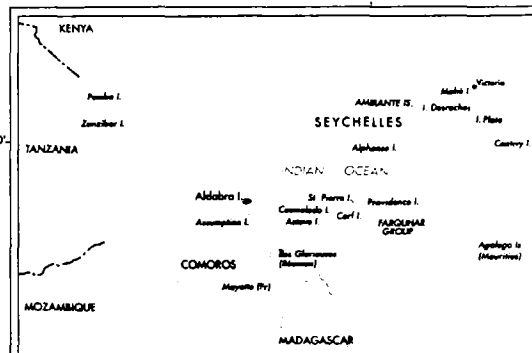 KENYA
Victoria
Mahé I.
Pemba I.
AMIRANTE IS.
I. Desroches
Zanzibar I.
SEYCHELLES
I. Plate
0'
TANZANIA
Alphonse I.
Coetivy I.
INDIAN OCEAN
Aldabra I.
St Pierre I.
Providence I.
Cosmoledo I.
Cerf I.
Assumption I.
Astove I.
FARQUHAR
GROUP
Agalega Is
(Mauritius)
COMOROS
Îles Glorieuses
(Réunion)
Mayotte (Fr)
MOZAMBIQUE
MADAGASCAR